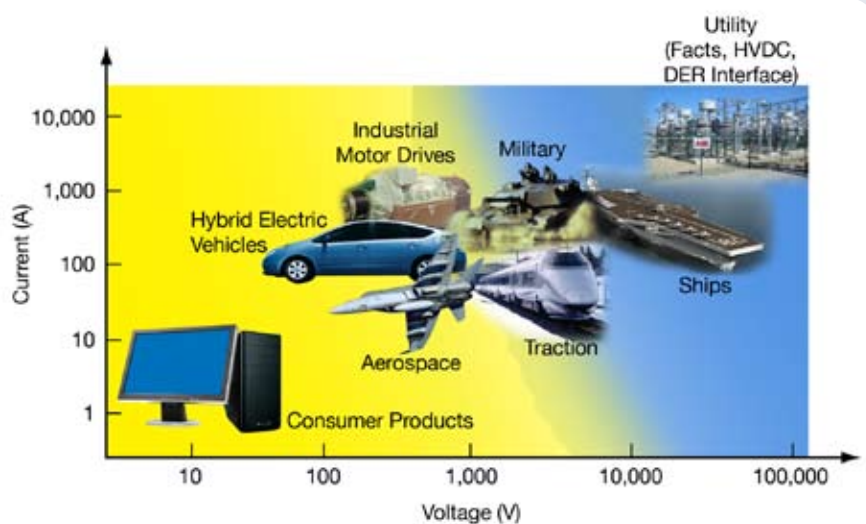 Utility
(Facts, HVDC,
DER Interface)
10,000
Industrial
Motor Drives
Military
1,000
Hybrid Electric
Vehicles
Current (A)
100
Ships
10
Aerospace
Traction
1
Consumer Products
10
100
1,000
10,000
100,000
Voltage (V)